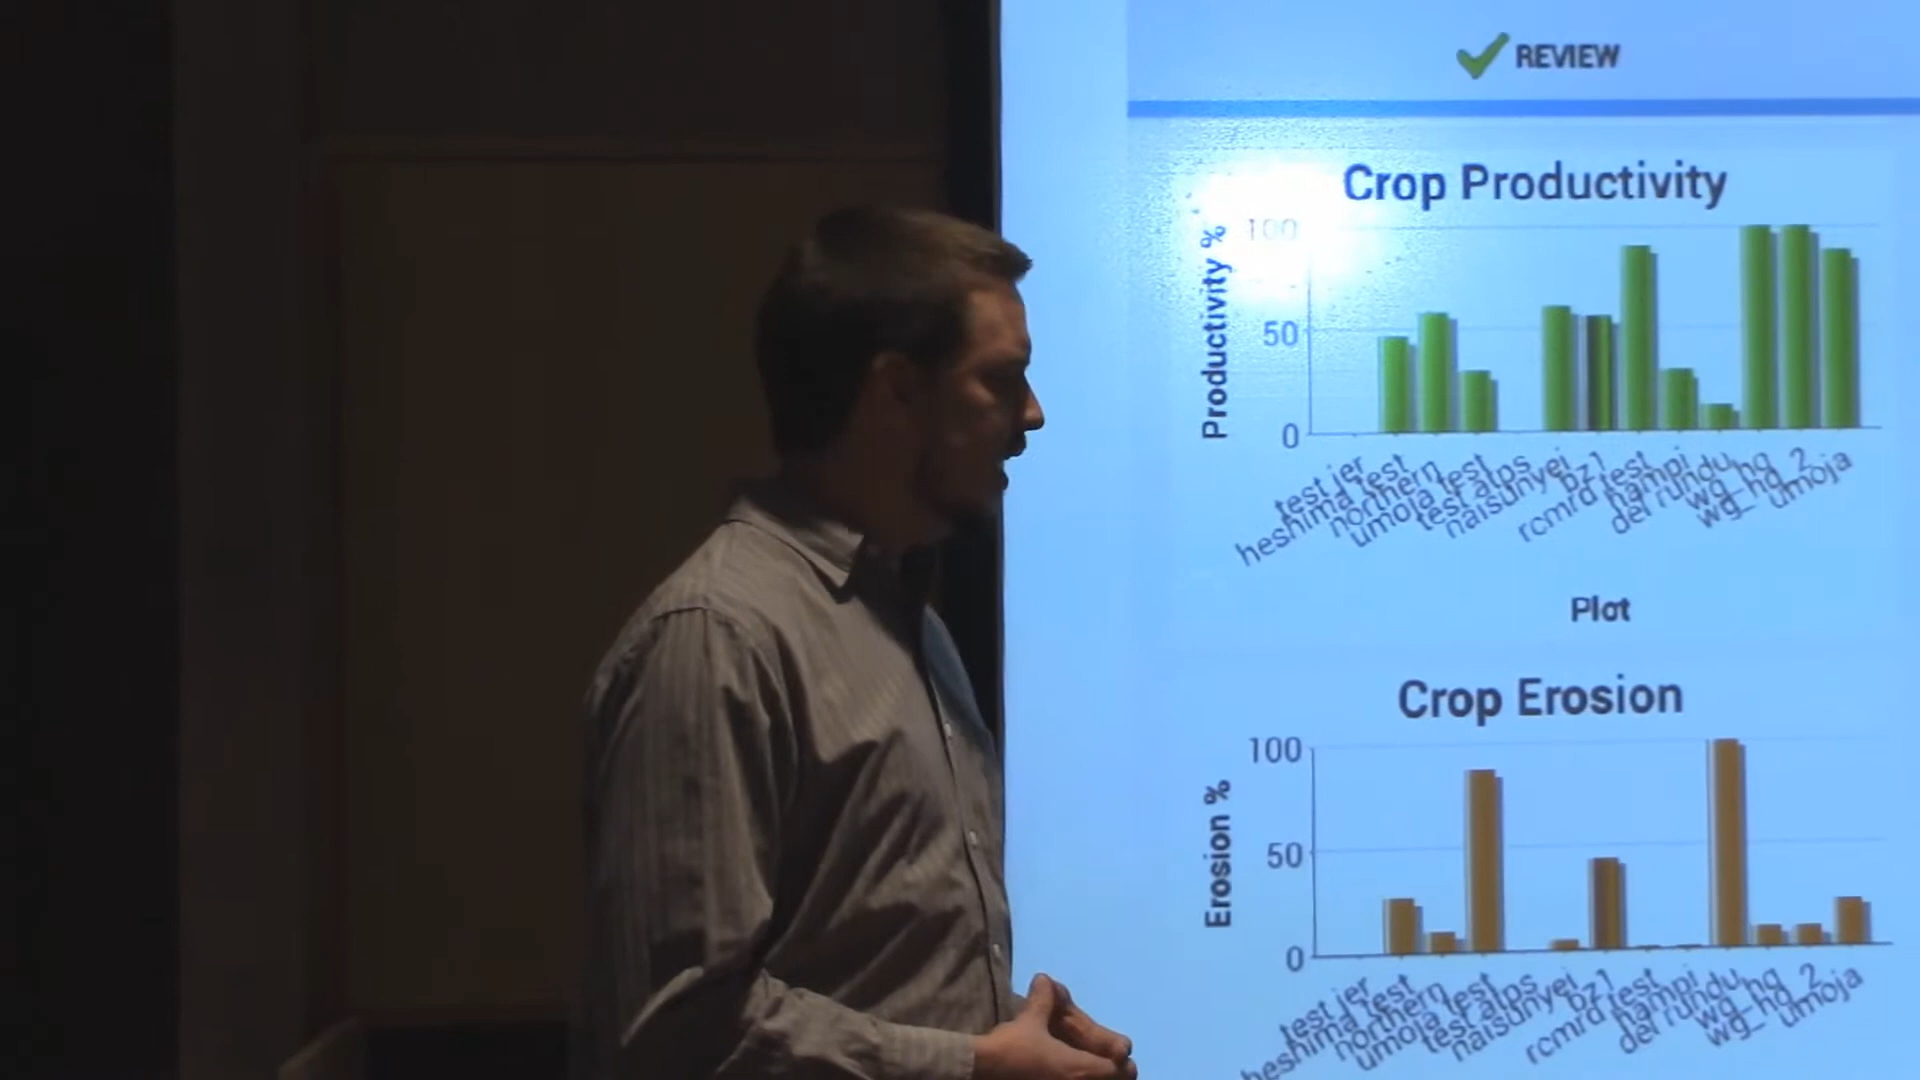 REVIEW
Crop Productivity
Productivity %
100
50
0
test jer
heshima test
northern
umoja test
test alps
naisunyei
bz1
rcmrd test
hampi
del rundu
wg_hq
wg_hq_2
umoja
Plot
Crop Erosion
Erosion %
100
50
0
test jer
heshima test
northern
umoja test
test alps
naisunyei
bz1
rcmrd test
hampi
del rundu
wg_hq
wg_hq_2
umoja